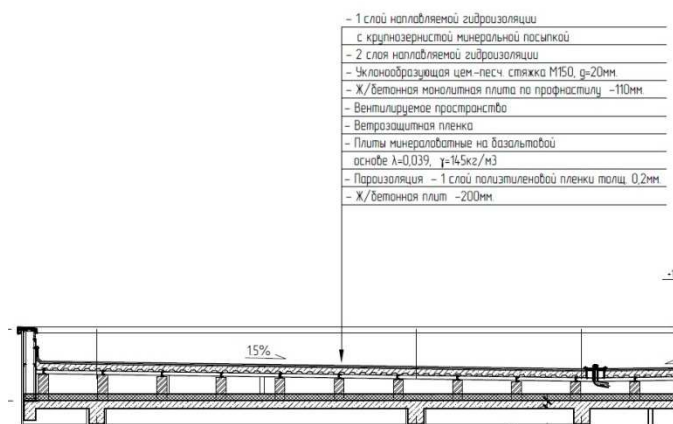 - 1 слой наплавляемой гидроизоляции
с крупнозернистой минеральной посыпкой
- 2 слоя наплавляемой гидроизоляции
- Уклонообразующая цем.-песч. стяжка М150, g=20мм.
- Ж/бетонная монолитная плита по профнастилу -110мм.
- Вентилируемое пространство
- Ветрозащитная пленка
- Плиты минераловатные на базальтовой
основе λ=0,039, γ=145кг/м3
- Пароизоляция - 1 слой полиэтиленовой пленки толщ. 0,2мм.
- Ж/бетонная плит -200мм.
15%